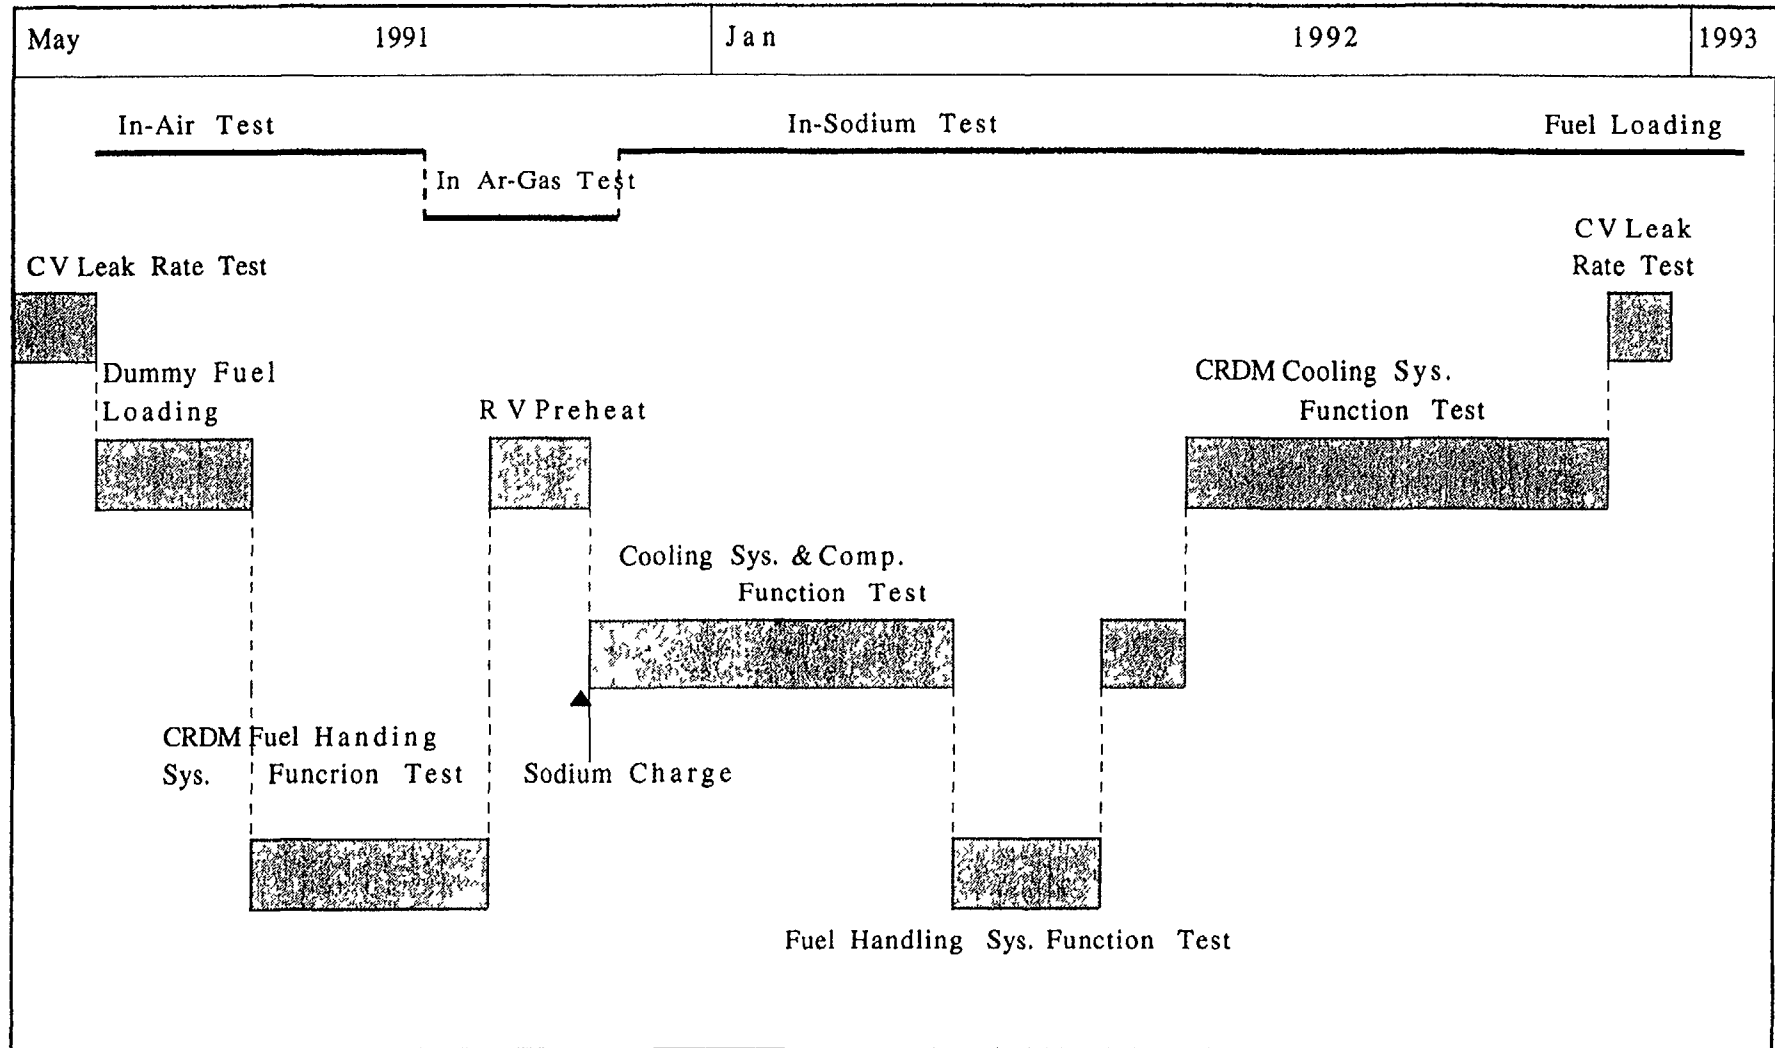 May 1991 Jan 1992 1993
In-Air Test In-Sodium Test Fuel Loading
In Ar-Gas Test
CV Leak
Rate Test
CV Leak Rate Test
Dummy Fuel
Loading
RV Preheat
CRDM Cooling Sys.
Function Test
Cooling Sys. & Comp.
Function Test
CRDM Fuel Handing
Sys. Funcrion Test
Sodium Charge
Fuel Handling Sys. Function Test